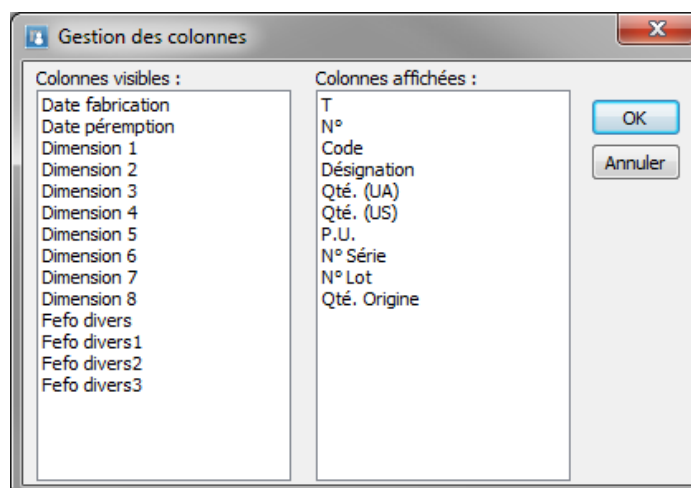 Gestion des colonnes
Colonnes visibles :
Date fabrication
Date péremption
Dimension 1
Dimension 2
Dimension 3
Dimension 4
Dimension 5
Dimension 6
Dimension 7
Dimension 8
Fefo divers
Fefo divers1
Fefo divers2
Fefo divers3
Colonnes affichées :
T
N°
Code
Désignation
Qté. (UA)
Qté. (US)
P.U.
N° Série
N° Lot
Qté. Origine
OK
Annuler